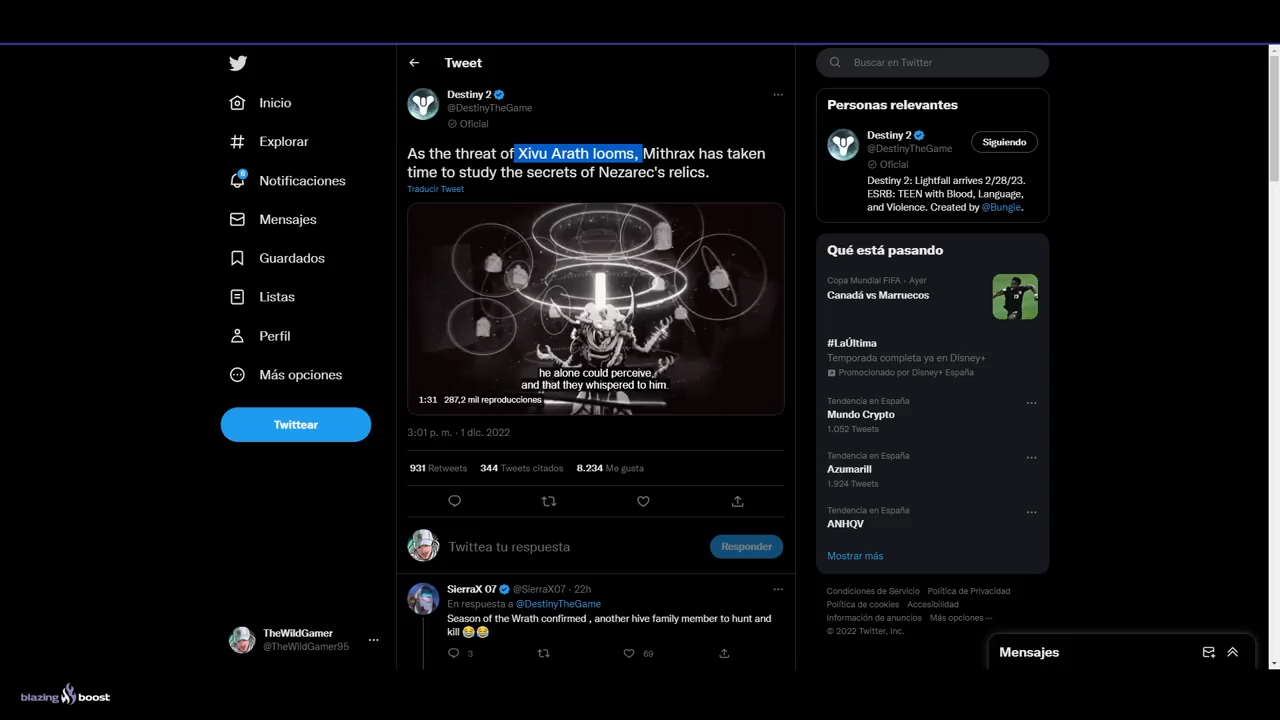 Inicio
Explorar
6
Notificaciones
Mensajes
Guardados
Listas
Perfil
Más opciones
Twittear
TheWildGamer
@TheWildGamer95
Tweet
Destiny 2
@DestinyTheGame
Oficial
As the threat of Xivu Arath looms, Mithrax has taken
time to study the secrets of Nezarec's relics.
Traducir Tweet
he alone could perceive,
and that they whispered to him.
1:31 287,2 mil reproducciones
3:01 p. m. · 1 dic. 2022
931 Retweets 344 Tweets citados 8.234 Me gusta
Twittea tu respuesta
Responder
SierraX 07 @SierraX07 · 22h
En respuesta a @DestinyTheGame
Season of the Wrath confirmed , another hive family member to hunt and
kill 😂😂
3 69
Buscar en Twitter
Personas relevantes
Destiny 2
@DestinyTheGame
Oficial
Siguiendo
Destiny 2: Lightfall arrives 2/28/23.
ESRB: TEEN with Blood, Language,
and Violence. Created by @Bungie.
Qué está pasando
Copa Mundial FIFA · Ayer
Canadá vs Marruecos
#LaÚltima
Temporada completa ya en Disney+
Promocionado por Disney+ España
Tendencia en España
Mundo Crypto
1.052 Tweets
Tendencia en España
Azumarill
1.924 Tweets
Tendencia en España
ANHQV
Mostrar más
Condiciones de Servicio Política de Privacidad
Política de cookies Accesibilidad
Información de anuncios Más opciones ···
© 2022 Twitter, Inc.
Mensajes
blazing boost